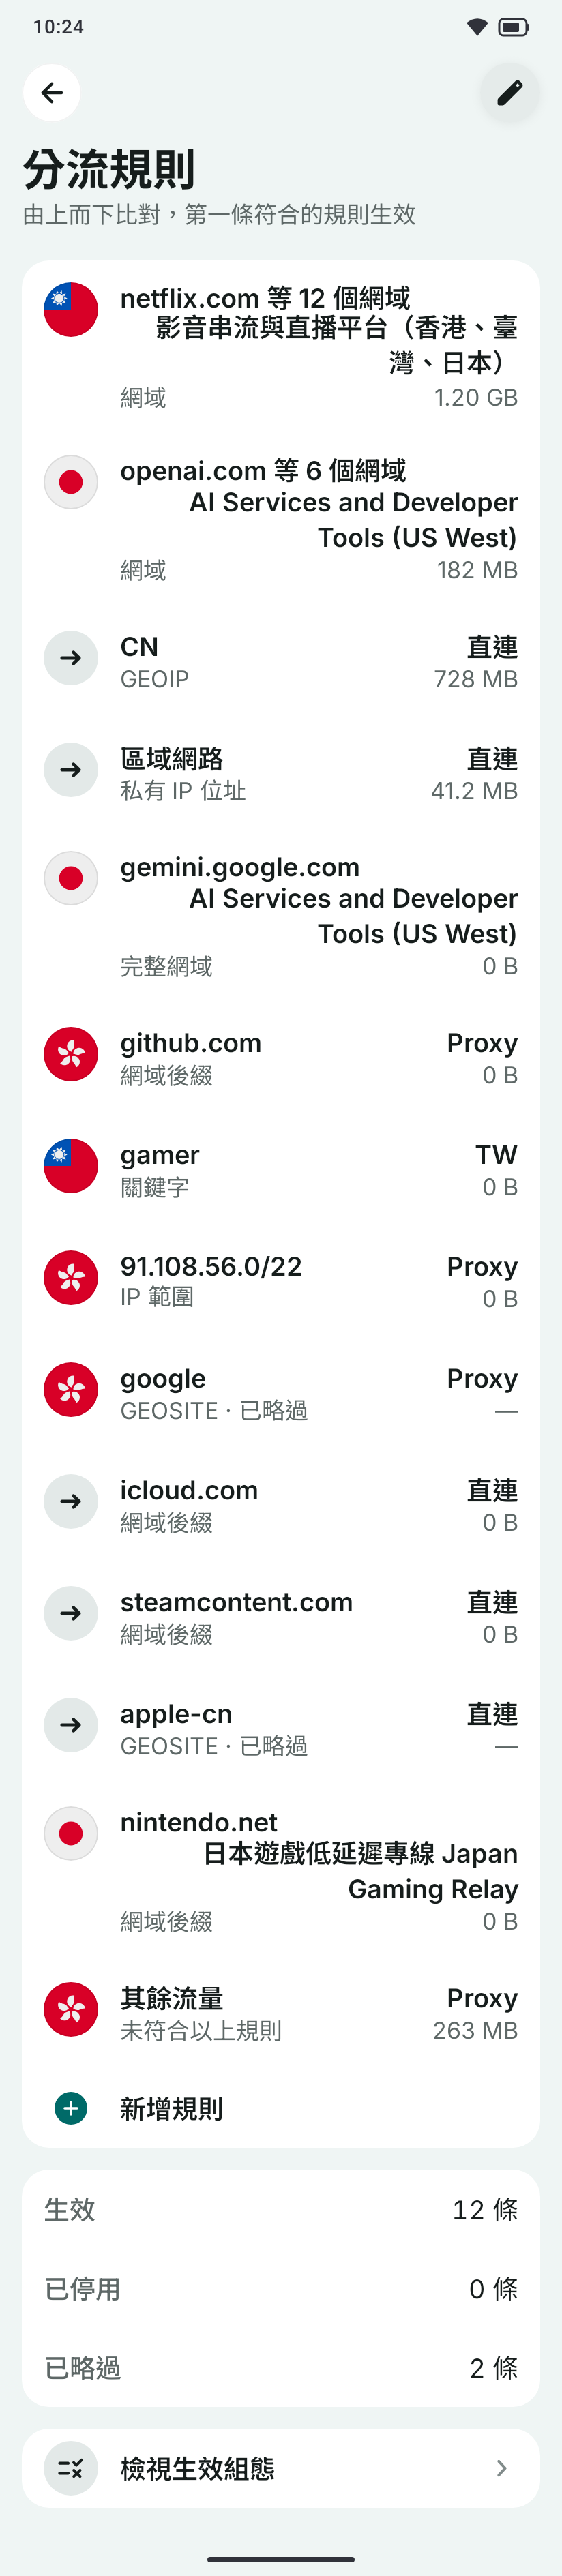 10:24
分流規則
由上而下比對，第一條符合的規則生效
netflix.com 等 12 個網域
影音串流與直播平台（香港、臺
灣、日本）
網域 1.20 GB
openai.com 等 6 個網域
AI Services and Developer
Tools (US West)
網域 182 MB
CN 直連
GEOIP 728 MB
區域網路 直連
私有 IP 位址 41.2 MB
gemini.google.com
AI Services and Developer
Tools (US West)
完整網域 0 B
github.com Proxy
網域後綴 0 B
gamer TW
關鍵字 0 B
91.108.56.0/22 Proxy
IP 範圍 0 B
google Proxy
GEOSITE · 已略過 —
icloud.com 直連
網域後綴 0 B
steamcontent.com 直連
網域後綴 0 B
apple-cn 直連
GEOSITE · 已略過 —
nintendo.net
日本遊戲低延遲專線 Japan
Gaming Relay
網域後綴 0 B
其餘流量 Proxy
未符合以上規則 263 MB
新增規則
生效 12 條
已停用 0 條
已略過 2 條
檢視生效組態